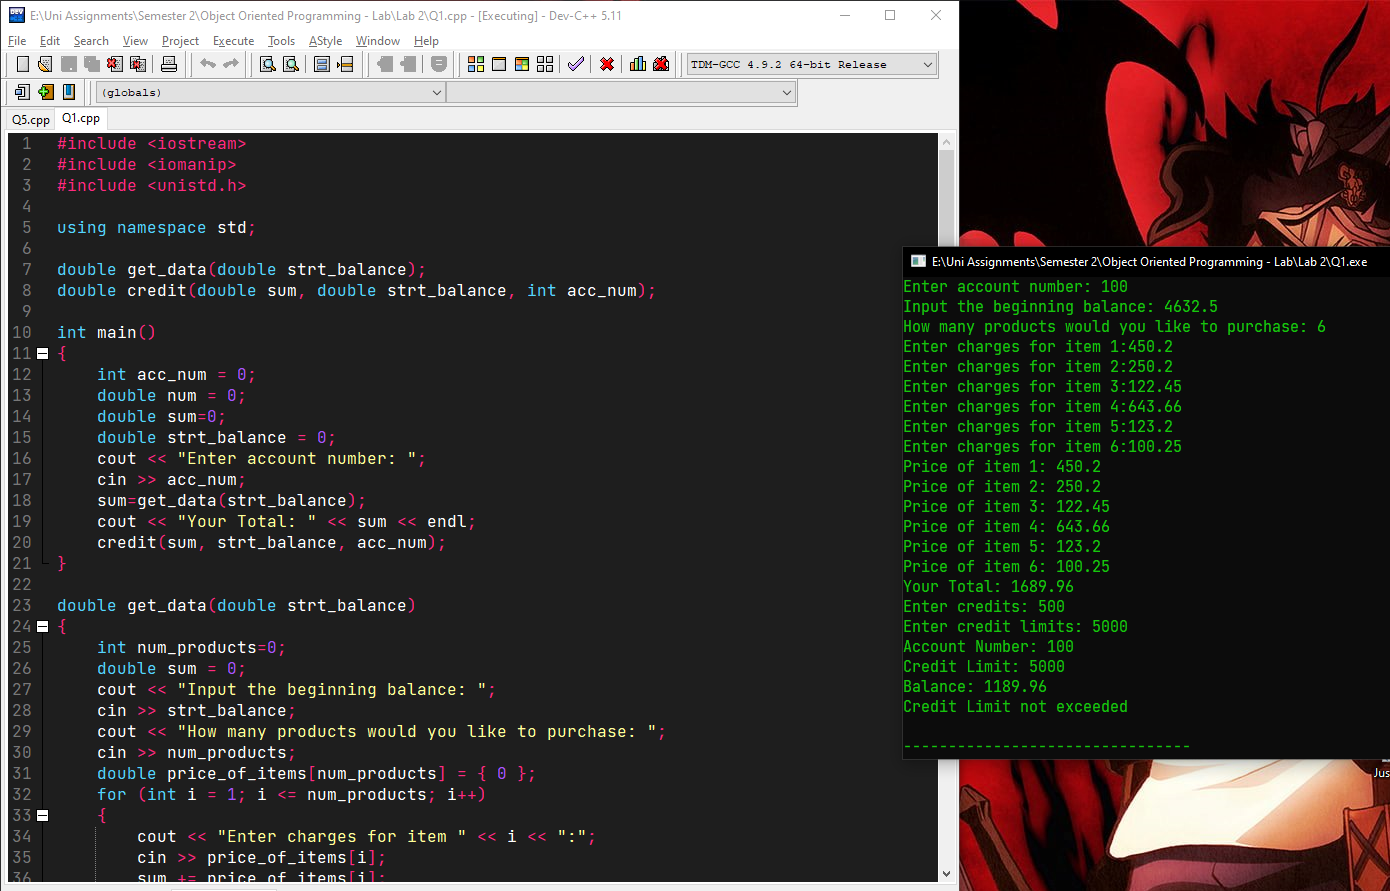 E:\Uni Assignments\Semester 2\Object Oriented Programming - Lab\Lab 2\Q1.cpp - [Executing] - Dev-C++ 5.11
File Edit Search View Project Execute Tools AStyle Window Help
TDM-GCC 4.9.2 64-bit Release
(globals)
Q5.cpp Q1.cpp
1 #include <iostream>
2 #include <iomanip>
3 #include <unistd.h>
4
5 using namespace std;
6
7 double get_data(double strt_balance);
8 double credit(double sum, double strt_balance, int acc_num);
9
10 int main()
11 {
12 int acc_num = 0;
13 double num = 0;
14 double sum=0;
15 double strt_balance = 0;
16 cout << "Enter account number: ";
17 cin >> acc_num;
18 sum=get_data(strt_balance);
19 cout << "Your Total: " << sum << endl;
20 credit(sum, strt_balance, acc_num);
21 }
22
23 double get_data(double strt_balance)
24 {
25 int num_products=0;
26 double sum = 0;
27 cout << "Input the beginning balance: ";
28 cin >> strt_balance;
29 cout << "How many products would you like to purchase: ";
30 cin >> num_products;
31 double price_of_items[num_products] = { 0 };
32 for (int i = 1; i <= num_products; i++)
33 {
34 cout << "Enter charges for item " << i << ":";
35 cin >> price_of_items[i];
36 sum += price_of_items[i];
E:\Uni Assignments\Semester 2\Object Oriented Programming - Lab\Lab 2\Q1.exe
Enter account number: 100
Input the beginning balance: 4632.5
How many products would you like to purchase: 6
Enter charges for item 1:450.2
Enter charges for item 2:250.2
Enter charges for item 3:122.45
Enter charges for item 4:643.66
Enter charges for item 5:123.2
Enter charges for item 6:100.25
Price of item 1: 450.2
Price of item 2: 250.2
Price of item 3: 122.45
Price of item 4: 643.66
Price of item 5: 123.2
Price of item 6: 100.25
Your Total: 1689.96
Enter credits: 500
Enter credit limits: 5000
Account Number: 100
Credit Limit: 5000
Balance: 1189.96
Credit Limit not exceeded
--------------------------------
Jus